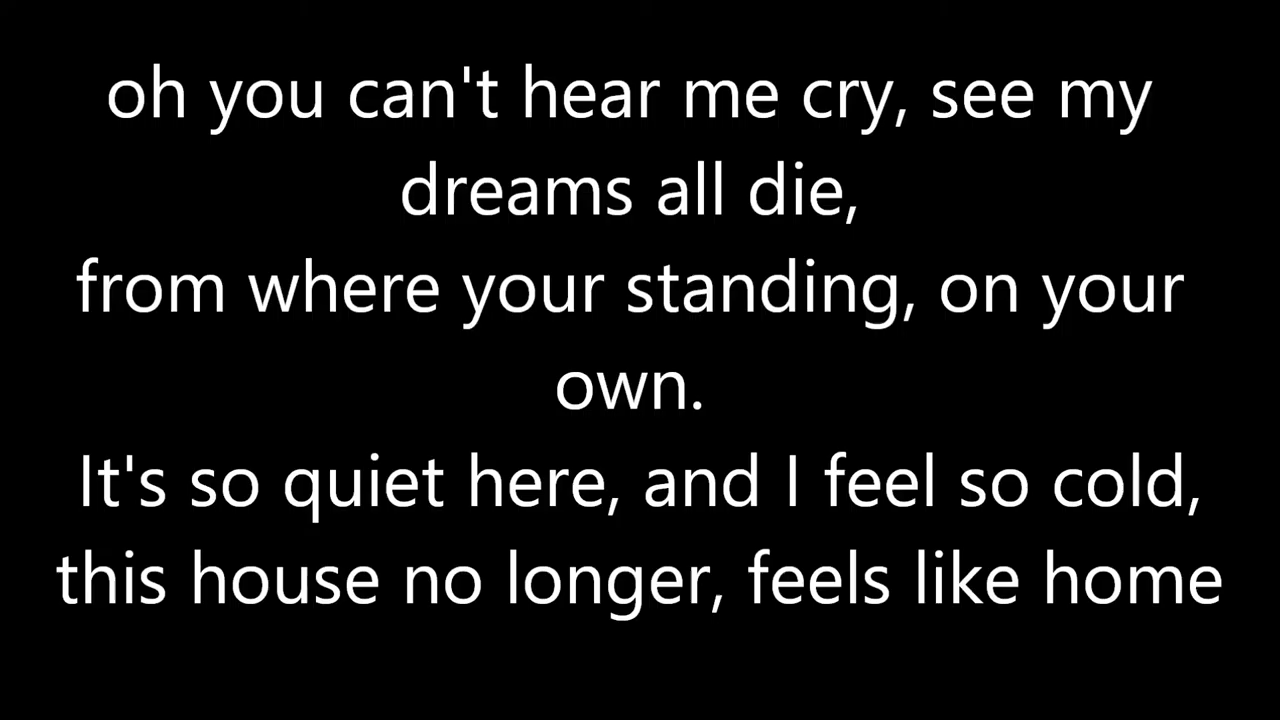 oh you can't hear me cry, see my
dreams all die,
from where your standing, on your
own.
It's so quiet here, and I feel so cold,
this house no longer, feels like home